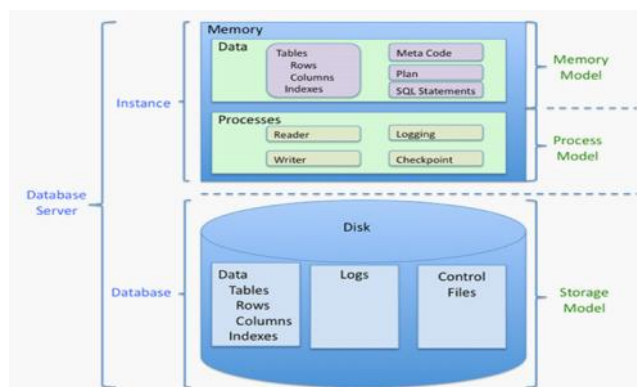 Memory
Data
Tables
Rows
Columns
Indexes
Meta Code
Plan
SQL Statements
Processes
Reader
Logging
Writer
Checkpoint
Instance
Memory
Model
Process
Model
Database
Server
Disk
Data
Tables
Rows
Columns
Indexes
Logs
Control
Files
Database
Storage
Model